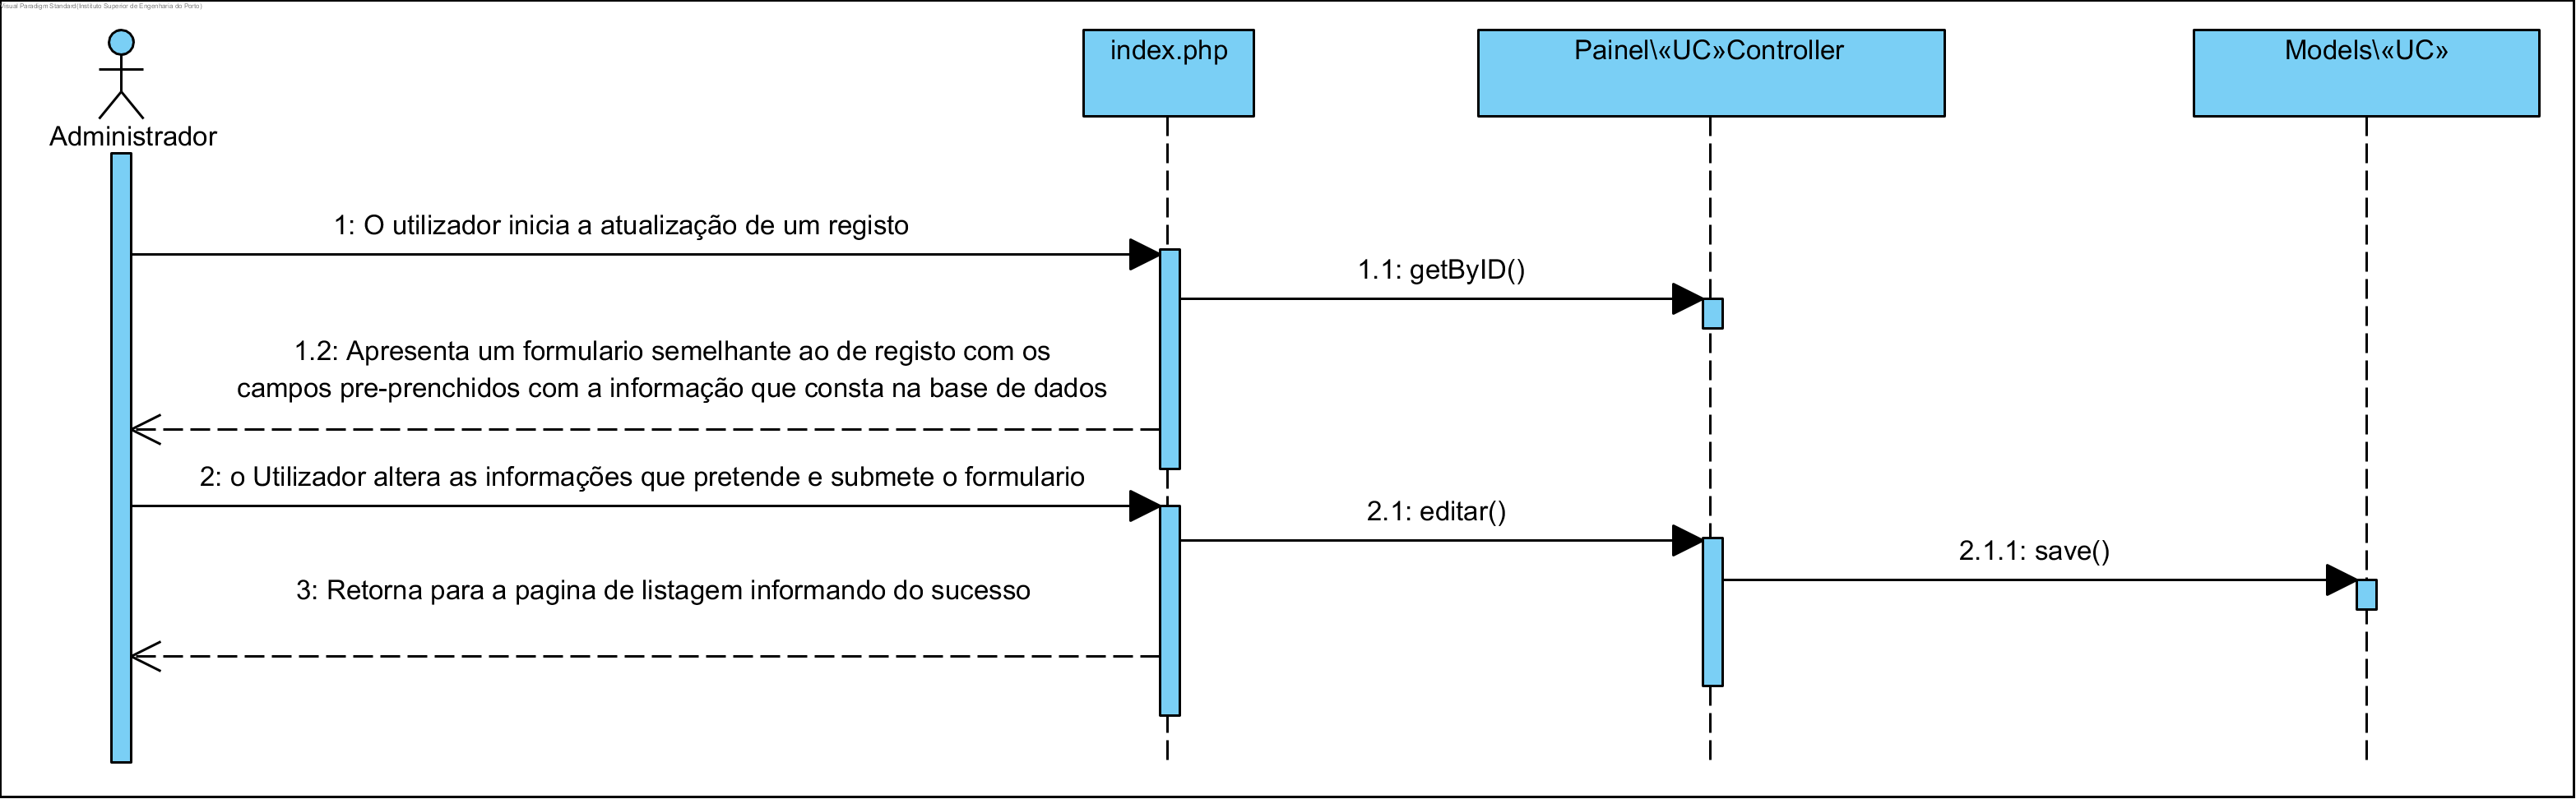 Visual Paradigm Standard(Instituto Superior de Engenharia do Porto)
index.php
Painel\«UC»Controller
Models\«UC»
Administrador
1: O utilizador inicia a atualização de um registo
1.1: getByID()
1.2: Apresenta um formulario semelhante ao de registo com os
campos pre-prenchidos com a informação que consta na base de dados
2: o Utilizador altera as informações que pretende e submete o formulario
2.1: editar()
2.1.1: save()
3: Retorna para a pagina de listagem informando do sucesso